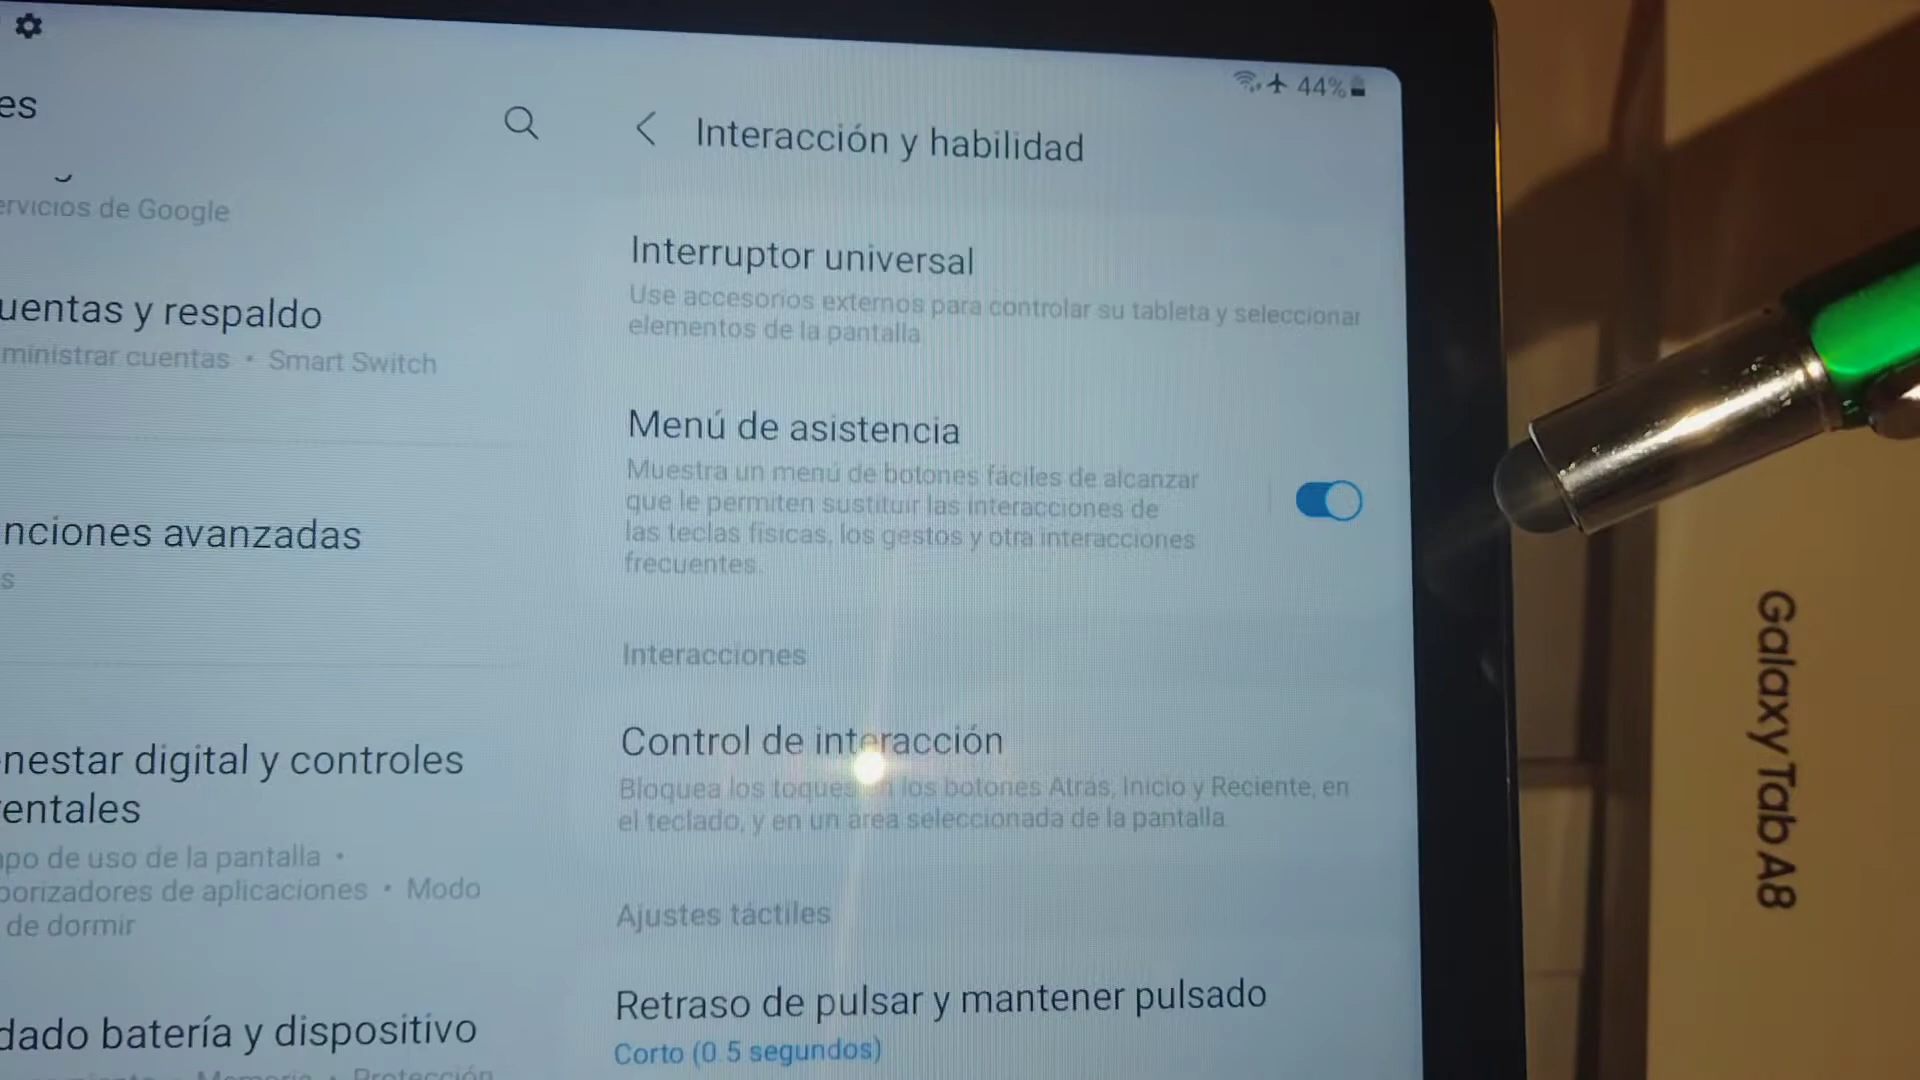 44%
es
Interacción y habilidad
ervicios de Google
uentas y respaldo
ministrar cuentas • Smart Switch
nciones avanzadas
s
nestar digital y controles
entales
po de uso de la pantalla •
porizadores de aplicaciones • Modo
de dormir
dado batería y dispositivo
Memoria • Protección
Interruptor universal
Use accesorios externos para controlar su tableta y seleccionar
elementos de la pantalla
Menú de asistencia
Muestra un menú de botones fáciles de alcanzar
que le permiten sustituir las interacciones de
las teclas físicas, los gestos y otra interacciones
frecuentes.
Interacciones
Control de interacción
Bloquea los toques en los botones Atrás, Inicio y Reciente, en
el teclado, y en un área seleccionada de la pantalla
Ajustes táctiles
Retraso de pulsar y mantener pulsado
Corto (0.5 segundos)
Galaxy Tab A8